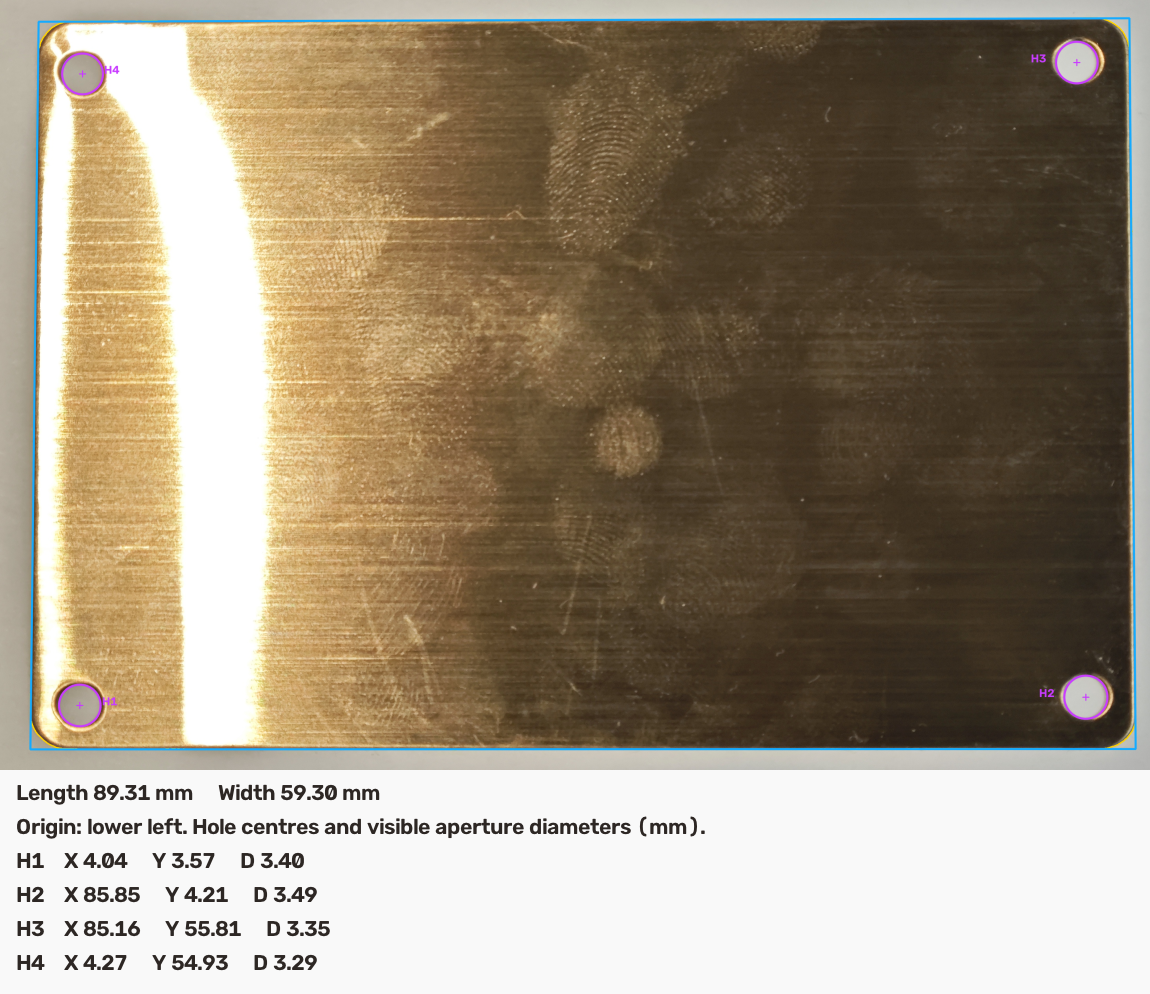 H4
H3
H1
H2
Length 89.31 mm Width 59.30 mm
Origin: lower left. Hole centres and visible aperture diameters (mm).
H1 X 4.04 Y 3.57 D 3.40
H2 X 85.85 Y 4.21 D 3.49
H3 X 85.16 Y 55.81 D 3.35
H4 X 4.27 Y 54.93 D 3.29